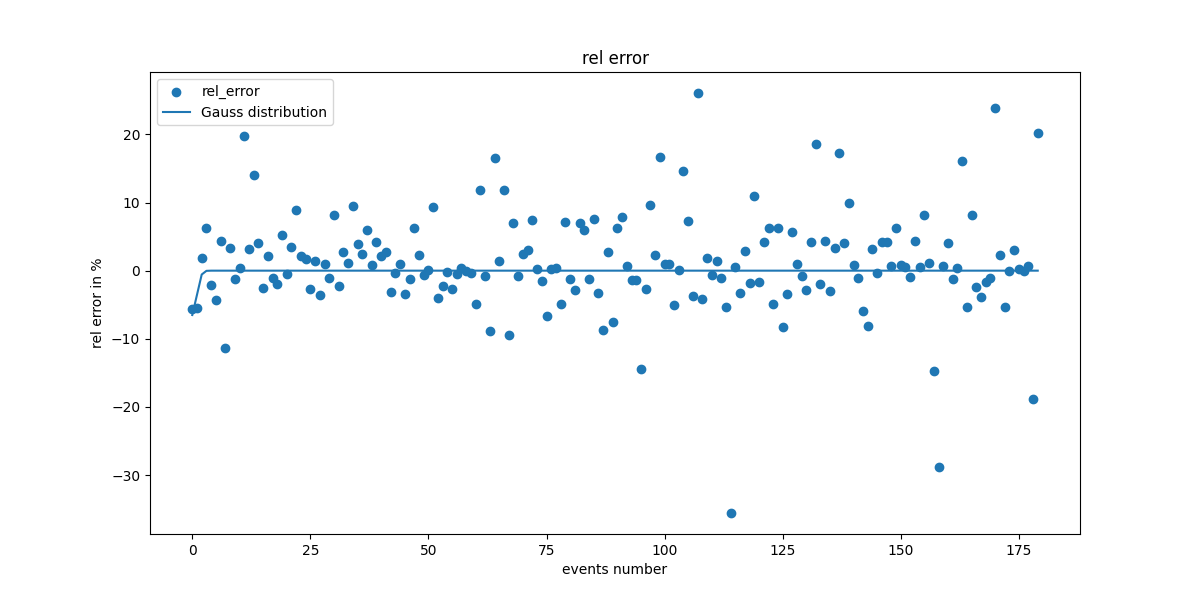 rel error
rel_error
Gauss distribution
rel error in %
20
10
0
−10
−20
−30
0 25 50 75 100 125 150 175
events number